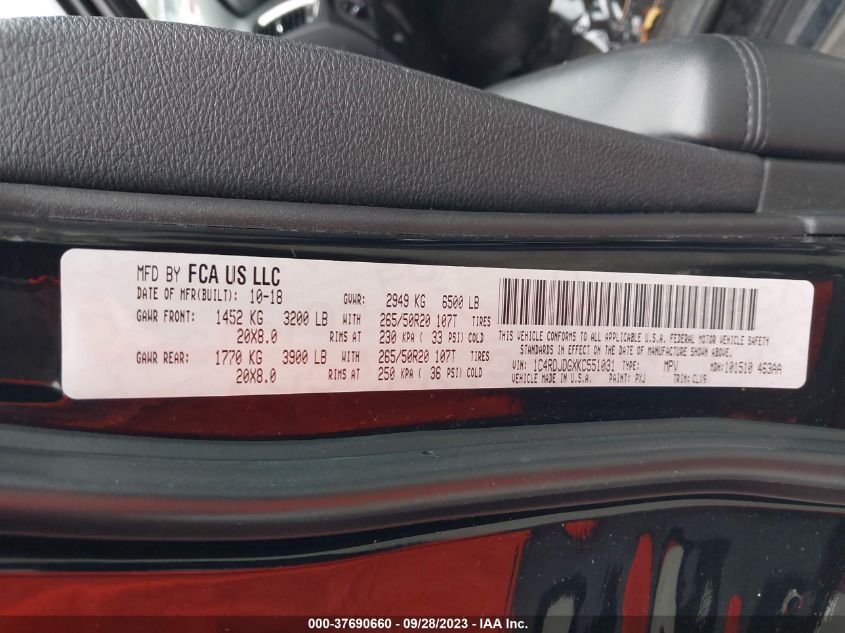 MFD BY FCA US LLC
DATE OF MFR(BUILT): 10-18 GVWR: 2949 KG 6500 LB
GAWR FRONT: 1452 KG 3200 LB WITH 265/50R20 107T TIRES
20X8.0 RIMS AT 230 KPA ( 33 PSI) COLD
GAWR REAR: 1770 KG 3900 LB WITH 265/50R20 107T TIRES
20X8.0 RIMS AT 250 KPA ( 36 PSI) COLD
THIS VEHICLE CONFORMS TO ALL APPLICABLE U.S.A. FEDERAL MOTOR VEHICLE SAFETY
STANDARDS IN EFFECT ON THE DATE OF MANUFACTURE SHOWN ABOVE.
VIN: 1C4RDJDGXKC551031 TYPE: MPV MDH: 101510 463AA
VEHICLE MADE IN U.S.A. PAINT: PXJ TRIM: CLX9
000-37690660 - 09/28/2023 - © IAA Inc.